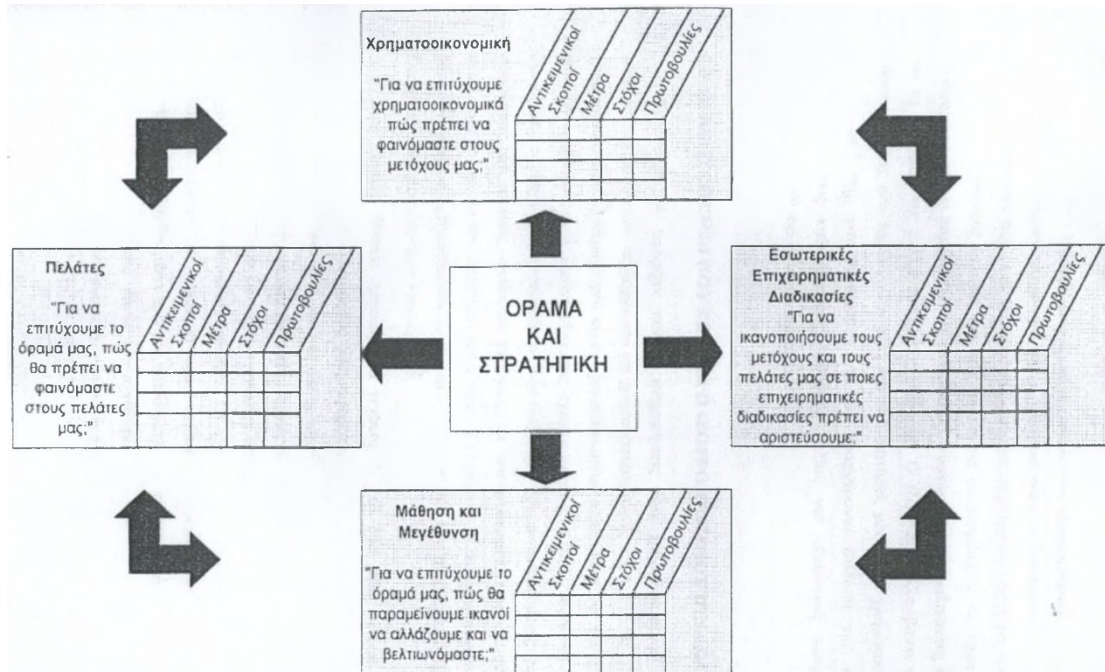 Χρηματοοικονομική
"Για να επιτύχουμε
χρηματοοικονομικά
πώς πρέπει να
φαινόμαστε στους
μετόχους μας;"
Αντικειμενικοί
Σκοποί
Μέτρα
Στόχοι
Πρωτοβουλίες
Πελάτες
"Για να
επιτύχουμε το
όραμά μας, πώς
θα πρέπει να
φαινόμαστε
στους πελάτες
μας;"
Αντικειμενικοί
Σκοποί
Μέτρα
Στόχοι
Πρωτοβουλίες
ΟΡΑΜΑ
ΚΑΙ
ΣΤΡΑΤΗΓΙΚΗ
Εσωτερικές
Επιχειρηματικές
Διαδικασίες
"Για να
ικανοποιήσουμε τους
μετόχους και τους
πελάτες μας σε ποιες
επιχειρηματικές
διαδικασίες πρέπει να
αριστεύσουμε;"
Αντικειμενικοί
Σκοποί
Μέτρα
Στόχοι
Πρωτοβουλίες
Μάθηση και
Μεγέθυνση
"Για να επιτύχουμε το
όραμά μας, πώς θα
παραμείνουμε ικανοί
να αλλάζουμε και να
βελτιωνόμαστε;"
Αντικειμενικοί
Σκοποί
Μέτρα
Στόχοι
Πρωτοβουλίες